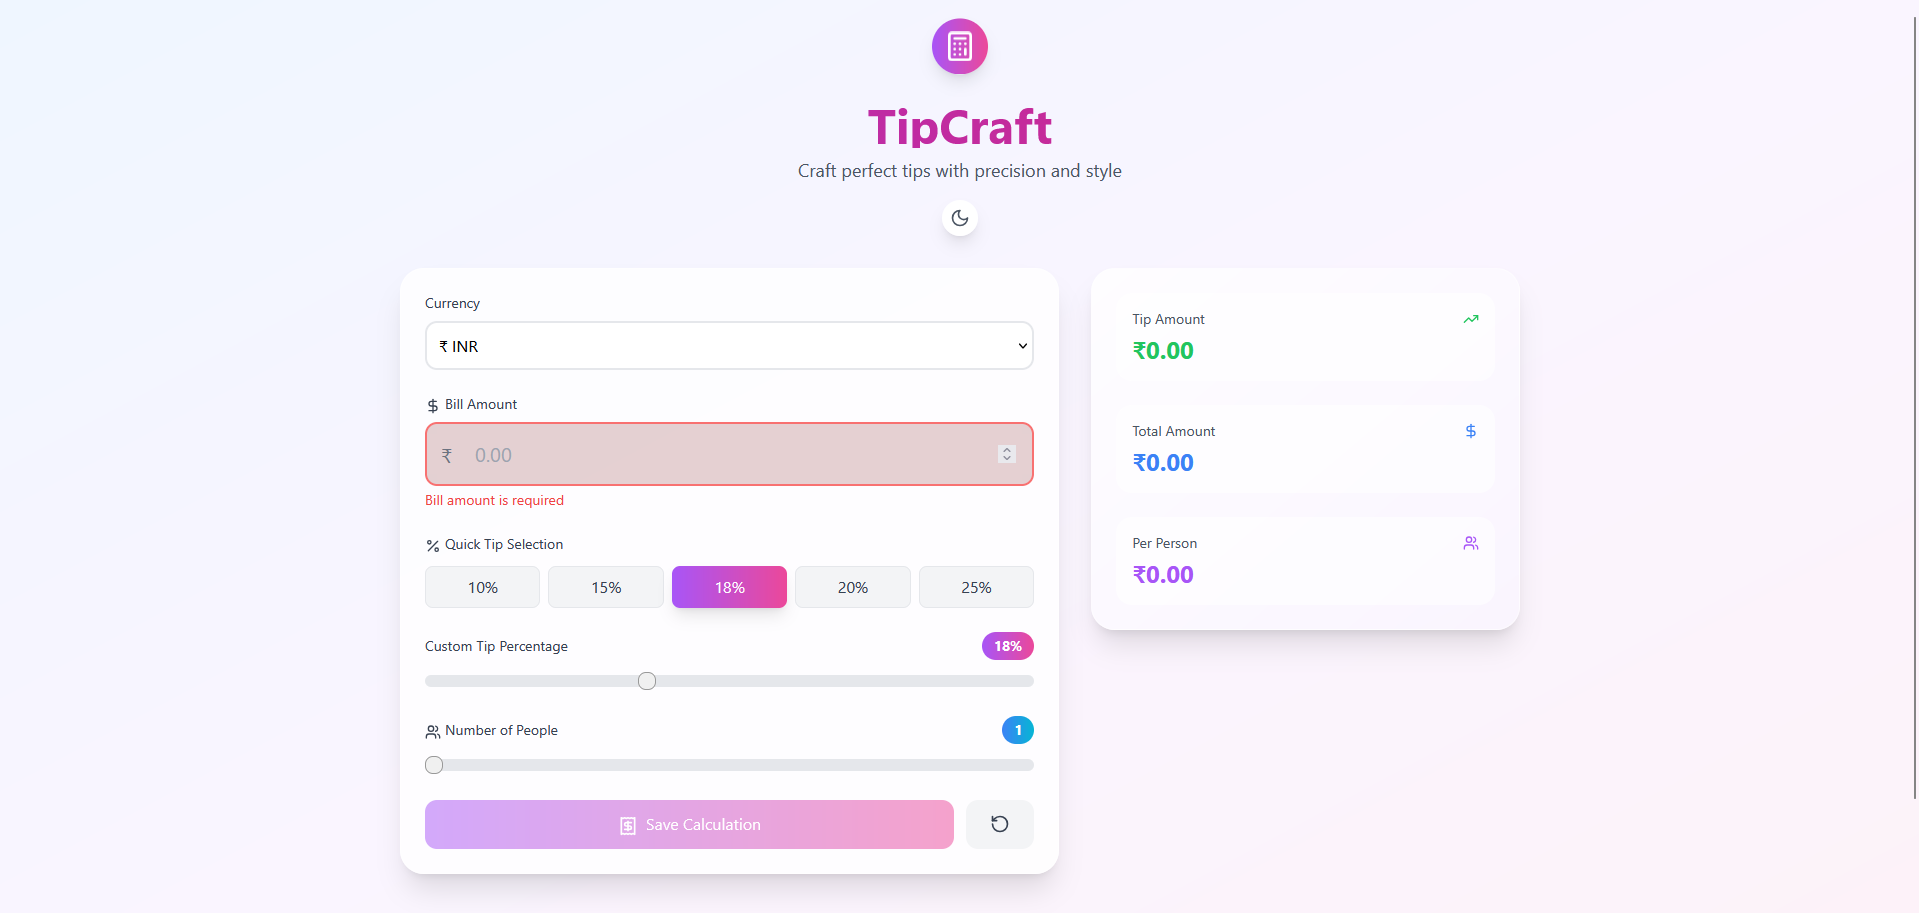 TipCraft
Craft perfect tips with precision and style
Currency
₹ INR
$ Bill Amount
₹ 0.00
Bill amount is required
% Quick Tip Selection
10% 15% 18% 20% 25%
Custom Tip Percentage 18%
Number of People 1
Save Calculation
Tip Amount
₹0.00
Total Amount $
₹0.00
Per Person
₹0.00